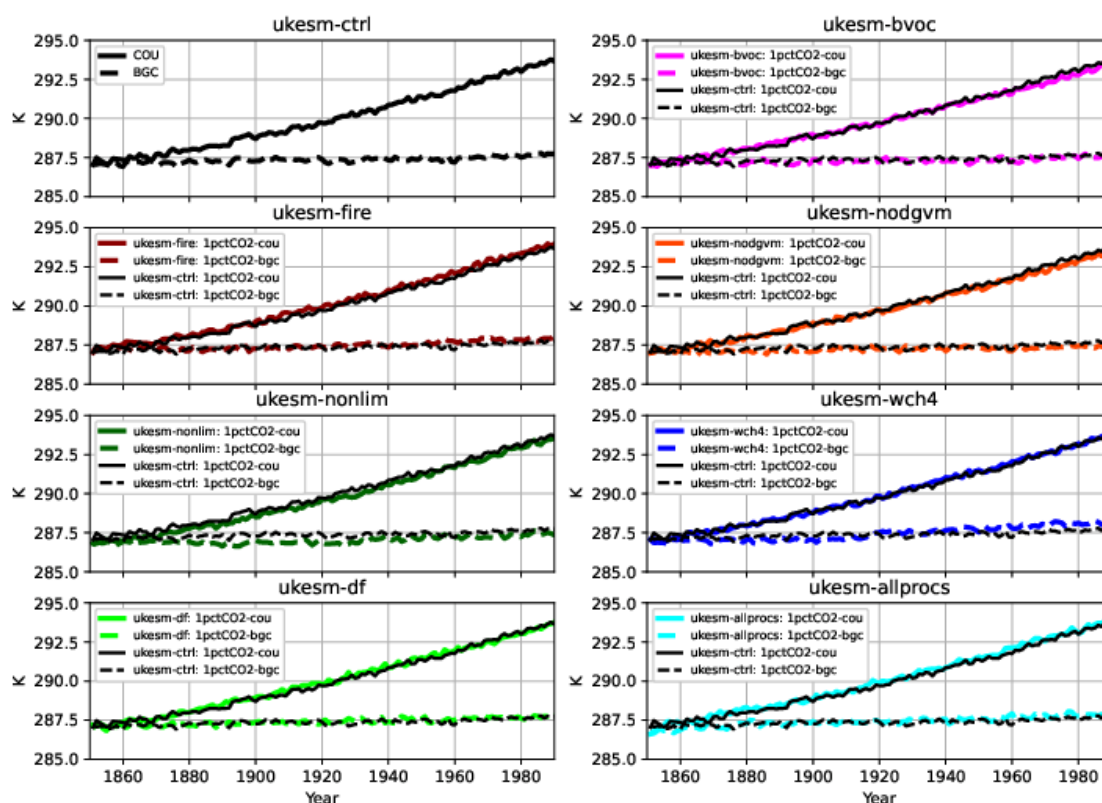 ukesm-ctrl
295.0
292.5
290.0
287.5
285.0
K
COU
BGC
ukesm-bvoc
295.0
292.5
290.0
287.5
285.0
K
ukesm-bvoc: 1pctCO2-cou
ukesm-bvoc: 1pctCO2-bgc
ukesm-ctrl: 1pctCO2-cou
ukesm-ctrl: 1pctCO2-bgc
ukesm-fire
295.0
292.5
290.0
287.5
285.0
K
ukesm-fire: 1pctCO2-cou
ukesm-fire: 1pctCO2-bgc
ukesm-ctrl: 1pctCO2-cou
ukesm-ctrl: 1pctCO2-bgc
ukesm-nodgvm
295.0
292.5
290.0
287.5
285.0
K
ukesm-nodgvm: 1pctCO2-cou
ukesm-nodgvm: 1pctCO2-bgc
ukesm-ctrl: 1pctCO2-cou
ukesm-ctrl: 1pctCO2-bgc
ukesm-nonlim
295.0
292.5
290.0
287.5
285.0
K
ukesm-nonlim: 1pctCO2-cou
ukesm-nonlim: 1pctCO2-bgc
ukesm-ctrl: 1pctCO2-cou
ukesm-ctrl: 1pctCO2-bgc
ukesm-wch4
295.0
292.5
290.0
287.5
285.0
K
ukesm-wch4: 1pctCO2-cou
ukesm-wch4: 1pctCO2-bgc
ukesm-ctrl: 1pctCO2-cou
ukesm-ctrl: 1pctCO2-bgc
ukesm-df
295.0
292.5
290.0
287.5
285.0
K
ukesm-df: 1pctCO2-cou
ukesm-df: 1pctCO2-bgc
ukesm-ctrl: 1pctCO2-cou
ukesm-ctrl: 1pctCO2-bgc
1860 1880 1900 1920 1940 1960 1980
Year
ukesm-allprocs
295.0
292.5
290.0
287.5
285.0
K
ukesm-allprocs: 1pctCO2-cou
ukesm-allprocs: 1pctCO2-bgc
ukesm-ctrl: 1pctCO2-cou
ukesm-ctrl: 1pctCO2-bgc
1860 1880 1900 1920 1940 1960 1980
Year